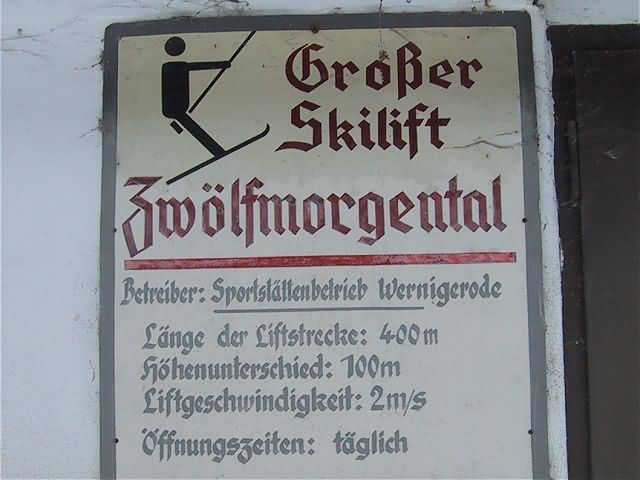 Großer
Skilift
Zwölfmorgental
Betreiber: Sportstättenbetrieb Wernigerode
Länge der Liftstrecke: 400m
Höhenunterschied: 100m
Liftgeschwindigkeit: 2m/s
Öffnungszeiten: täglich